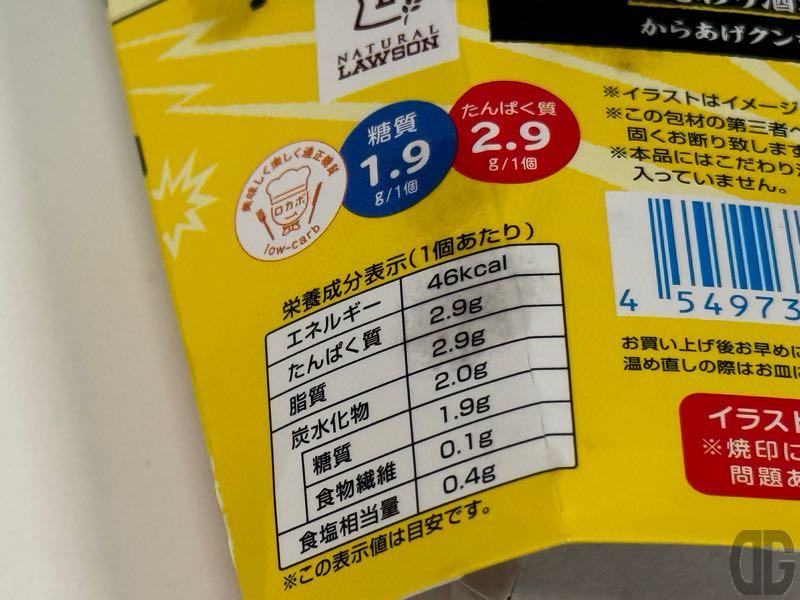 NATURAL
LAWSON
からあげクン
糖質
1.9
g/1個
たんぱく質
2.9
g/1個
美味しく楽しく適正糖質
ロカボ
low-carb
※イラストはイメージ
※この包材の第三者へ
固くお断り致します
※本品にはこだわり
入っていません。
栄養成分表示(1個あたり)
エネルギー 46kcal
たんぱく質 2.9g
脂質 2.9g
炭水化物 2.0g
糖質 1.9g
食物繊維 0.1g
食塩相当量 0.4g
※この表示値は目安です。
4 54973
お買い上げ後お早めに
温め直しの際はお皿に
イラスト
※焼印に
問題あ
DG